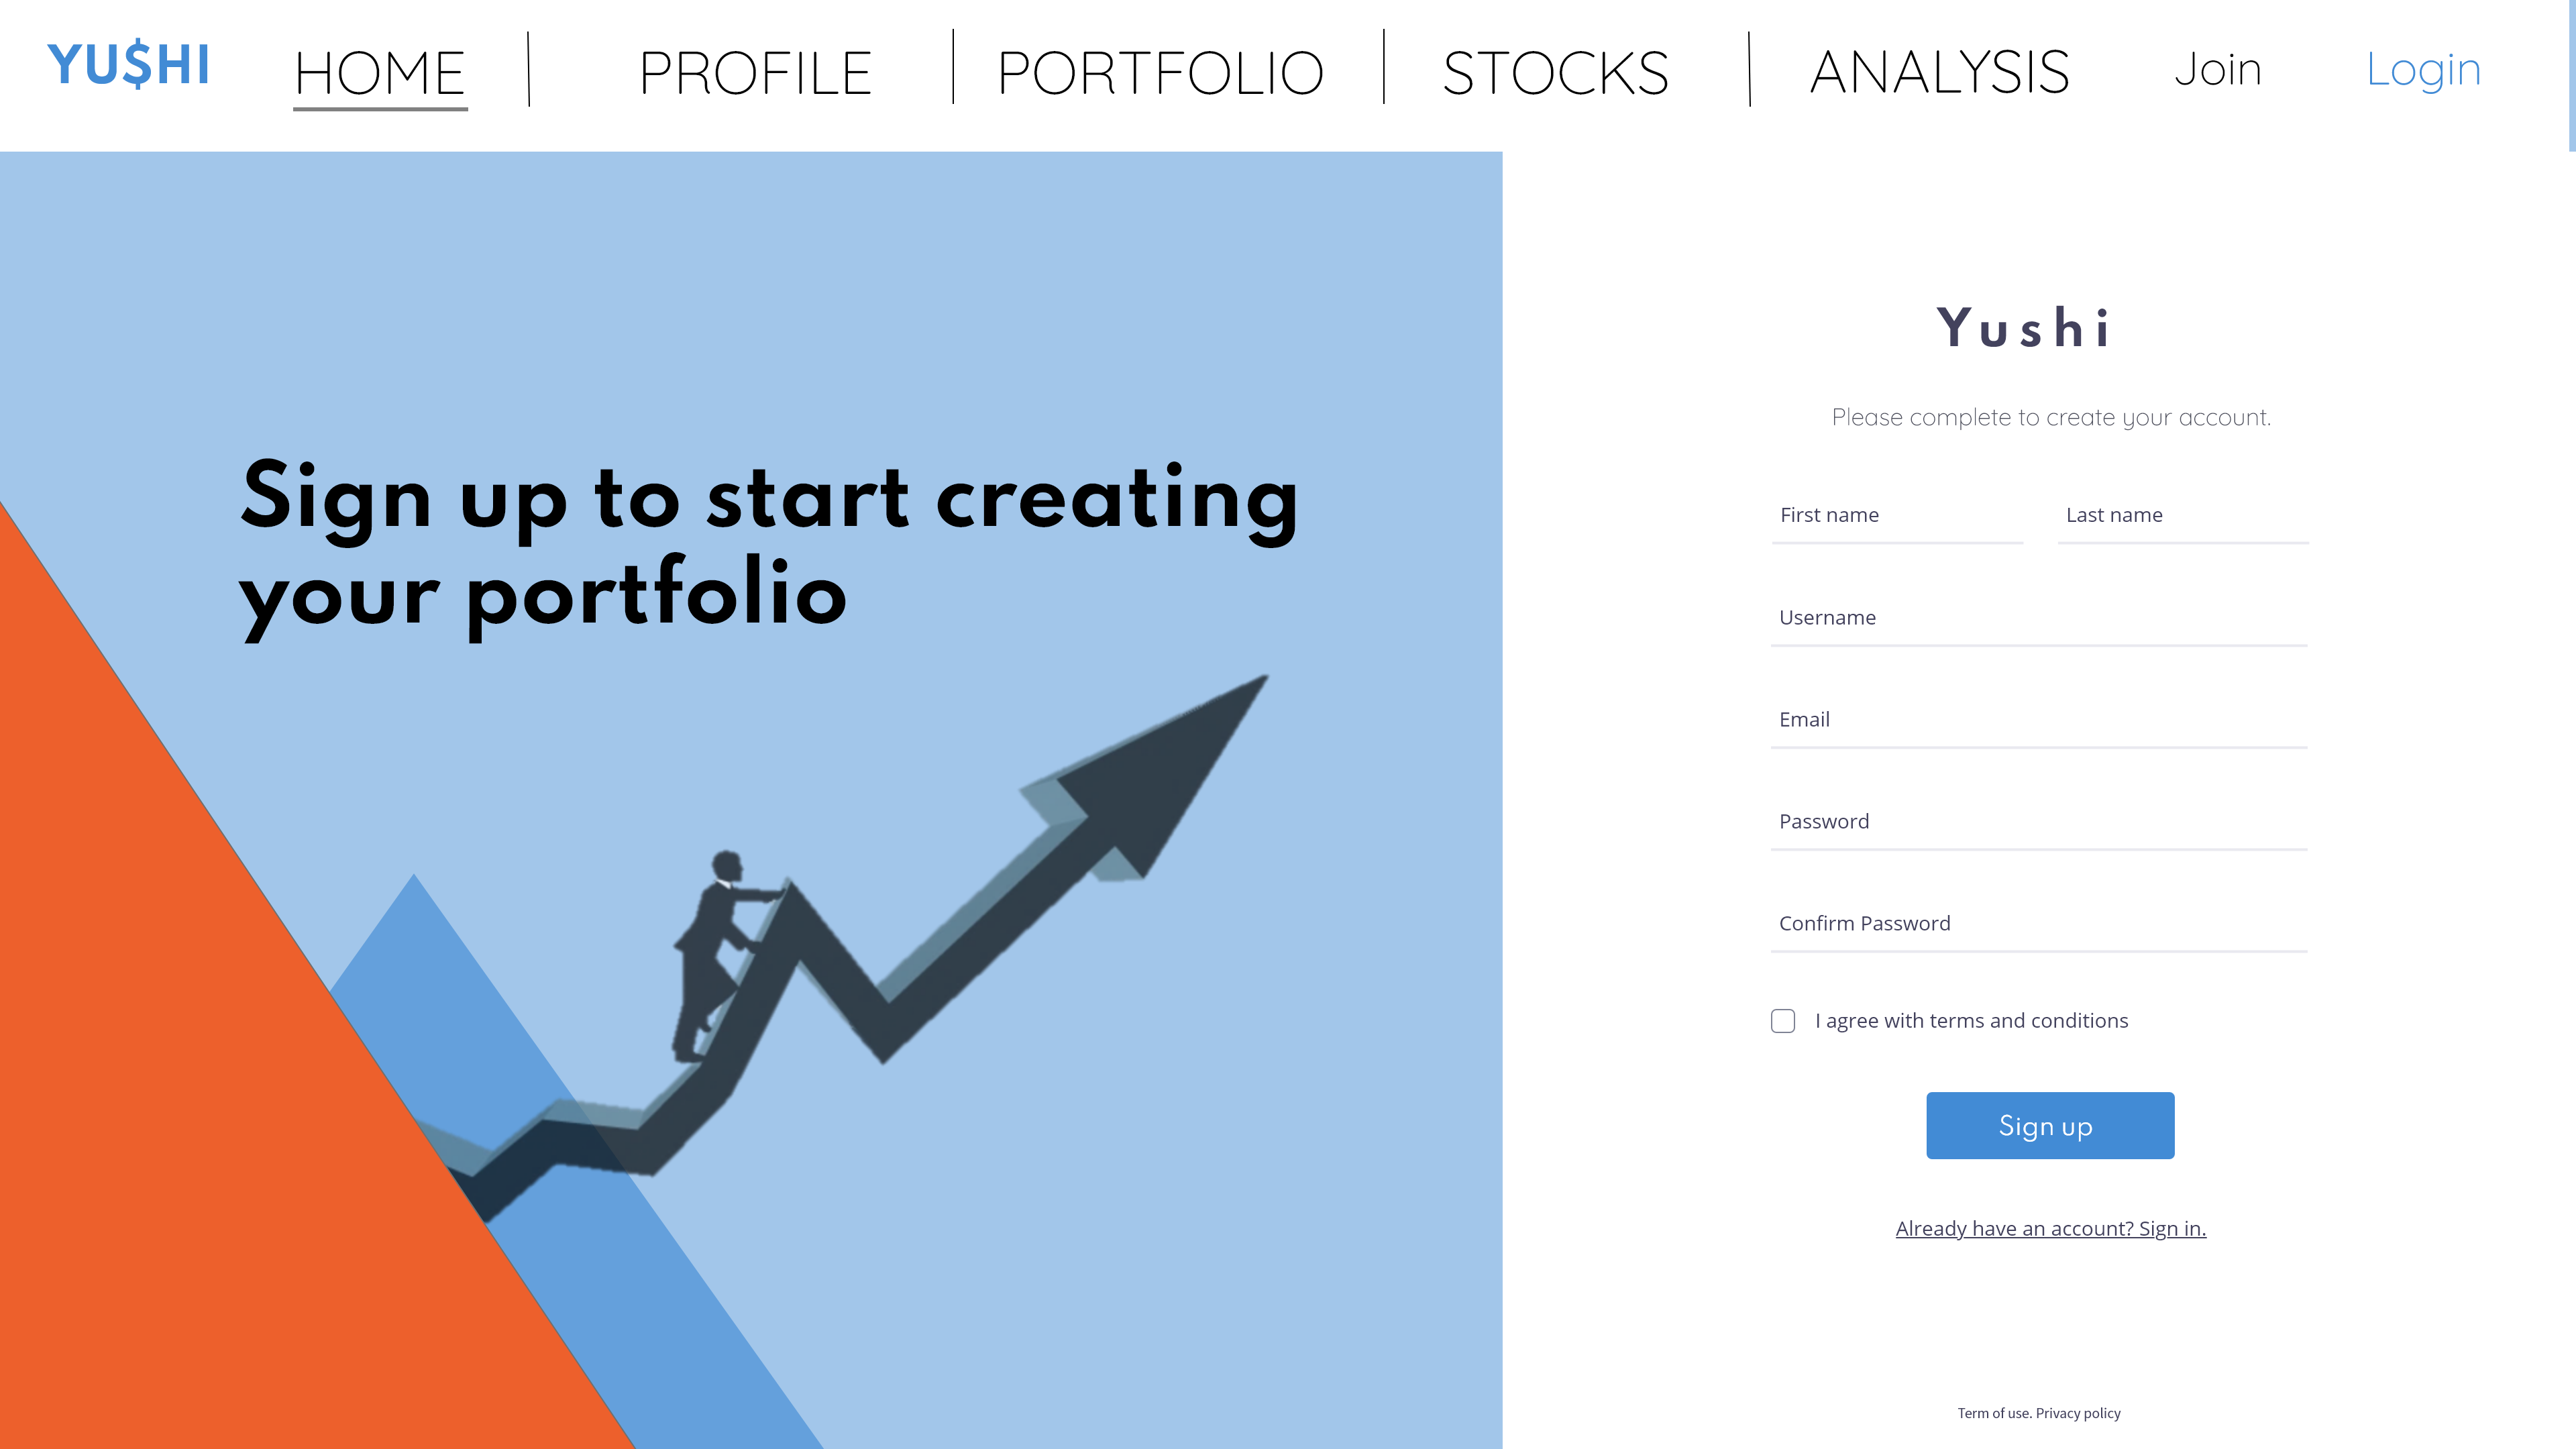 YU$HI HOME PROFILE PORTFOLIO STOCKS ANALYSIS Join Login
Sign up to start creating
your portfolio
Yushi
Please complete to create your account.
First name Last name
Username
Email
Password
Confirm Password
I agree with terms and conditions
Sign up
Already have an account? Sign in.
Term of use. Privacy policy